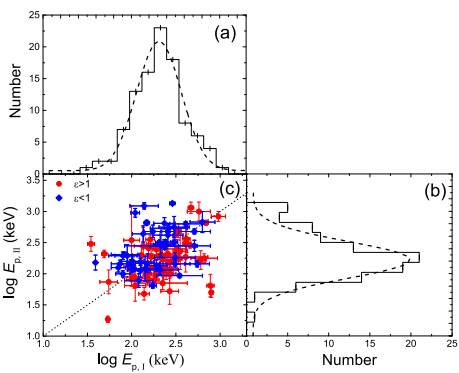 25
20
15
10
5
0
Number
(a)
ε>1
ε<1
(c)
(b)
3.5
3.0
2.5
2.0
1.5
1.0
log E_{p, II} (keV)
1.0 1.5 2.0 2.5 3.0
0 5 10 15 20 25
log E_{p, I} (keV)
Number